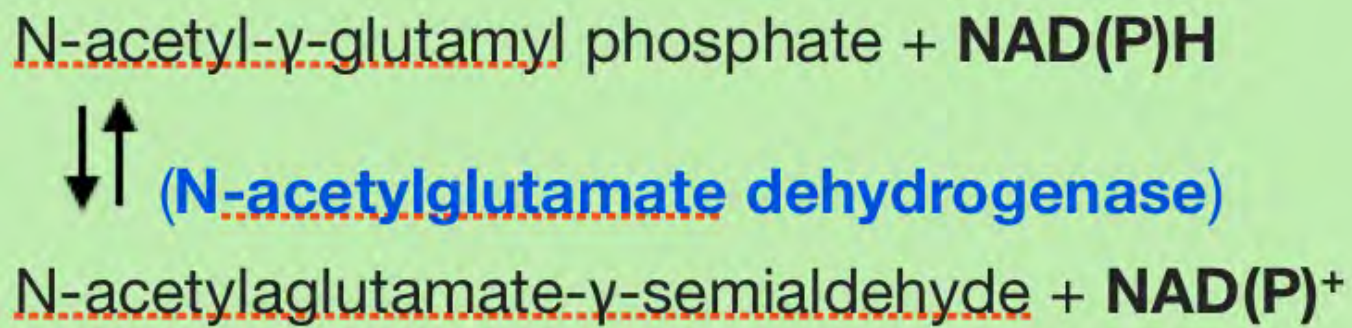 N-acetyl-γ-glutamyl phosphate + NAD(P)H
(N-acetylglutamate dehydrogenase)
N-acetylaglutamate-γ-semialdehyde + NAD(P)⁺